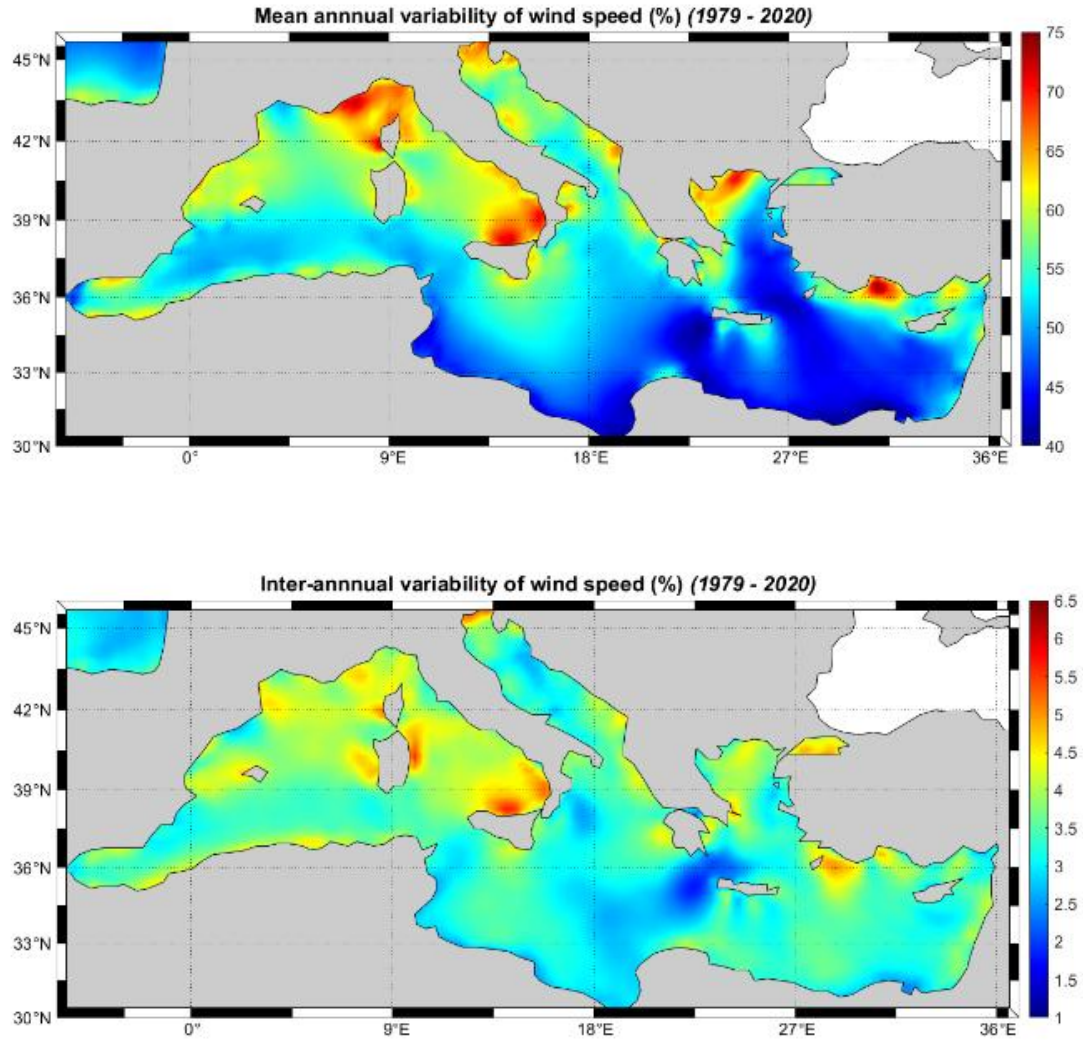 Mean annnual variability of wind speed (%) (1979 - 2020)
75
45°N
70
42°N
65
60
39°N
55
36°N
50
33°N
45
30°N
40
0°
9°E
18°E
27°E
36°E
Inter-annnual variability of wind speed (%) (1979 - 2020)
6.5
45°N
6
5.5
42°N
5
4.5
39°N
4
3.5
36°N
3
2.5
33°N
2
1.5
30°N
1
0°
9°E
18°E
27°E
36°E